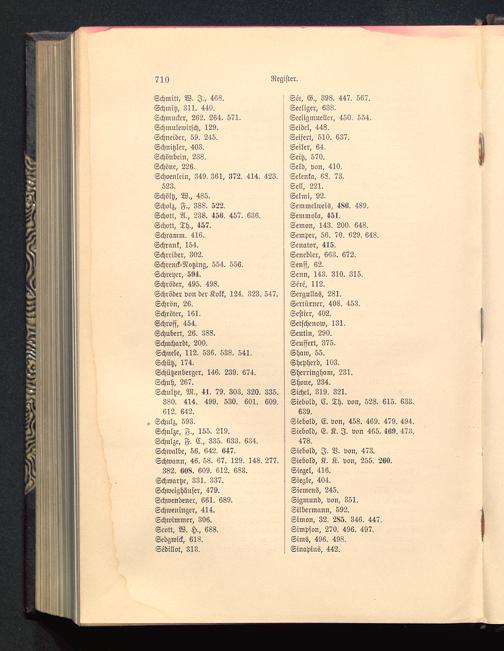 710
Register.
Schmitt, W. J., 468.
Schmitz, 311. 440.
Schmucker, 262. 264. 571.
Schmulewitsch, 129.
Schneider, 59. 245.
Schnitzler, 403.
Schönbein, 238.
Schöne, 226.
Schoenlein, 349. 361, 372. 414. 423.
523.
Schöltz, W., 485.
Scholz, F., 388. 522.
Schott, A., 238. 456. 457. 636.
Schott, Th., 457.
Schramm. 416.
Schrank, 154.
Schreiber, 302.
Schrenck-Notzing, 554. 556.
Schreyer, 594.
Schröder, 495. 498.
Schröder von der Kolk, 124. 323. 547.
Schrön, 26.
Schröter, 161.
Schroff, 454.
Schubert, 26. 388.
Schuchardt, 200.
Schuele, 112. 536. 538. 541.
Schütz, 174.
Schützenberger, 146. 239. 674.
Schuh, 267.
Schultze, M., 41. 79. 303. 320. 335.
380. 414. 499. 530. 601. 609.
612. 642.
Schulz, 593.
Schulze, F., 155. 219.
Schulze, F. E., 335. 633. 634.
Schwalbe, 56. 642. 647.
Schwann, 46. 58. 67. 129. 148. 277.
382. 608. 609. 612. 683.
Schwartze, 331. 337.
Schweighäuser, 479.
Schwendener, 661. 689.
Schweninger, 414.
Schwimmer, 306.
Scott, W. H., 688.
Sedgwick, 618.
Sédillot, 313.
Sée, G., 398. 447. 567.
Seeliger, 638.
Seeligmueller, 450. 554.
Seidel, 448.
Seifert, 510. 637.
Seiler, 64.
Seitz, 570.
Seld, von, 410.
Selenka, 68. 73.
Sell, 221.
Selmi, 92.
Semmelweis, 486. 489.
Semmola, 451.
Semon, 143. 200. 648.
Semper, 56. 70. 629. 648.
Senator, 415.
Senebier, 663. 672.
Senff, 62.
Senn, 143. 310. 315.
Séré, 112.
Sergullas, 281.
Sertürner, 408. 453.
Sestier, 402.
Setschenow, 131.
Seutin, 290.
Seuffert, 375.
Shaw, 55.
Shepherd, 103.
Sherringham, 231.
Shone, 234.
Sichel, 319. 321.
Siebold, C. Th. von, 528. 615. 633.
639.
Siebold, E. von, 458. 469. 479. 494.
Siebold, E. K. J. von 465. 469. 473.
478.
Siebold, J. B. von, 473.
Siebold, K. K. von, 255. 260.
Siegel, 416.
Siegle, 404.
Siemens, 245.
Sigmund, von, 351.
Silbermann, 592.
Simon, 32. 285. 346. 447.
Simpson, 270. 496. 497.
Sims, 496. 498.
Sinapius, 442.